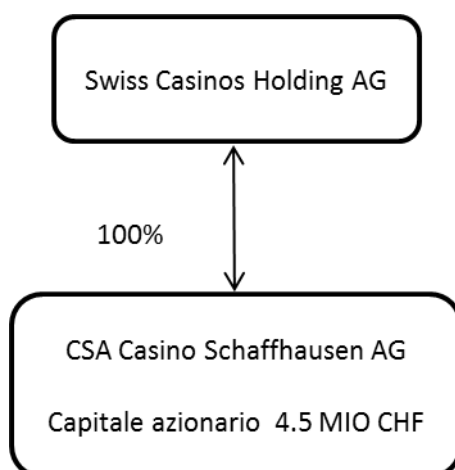 Swiss Casinos Holding AG
100%
CSA Casino Schaffhausen AG
Capitale azionario 4.5 MIO CHF